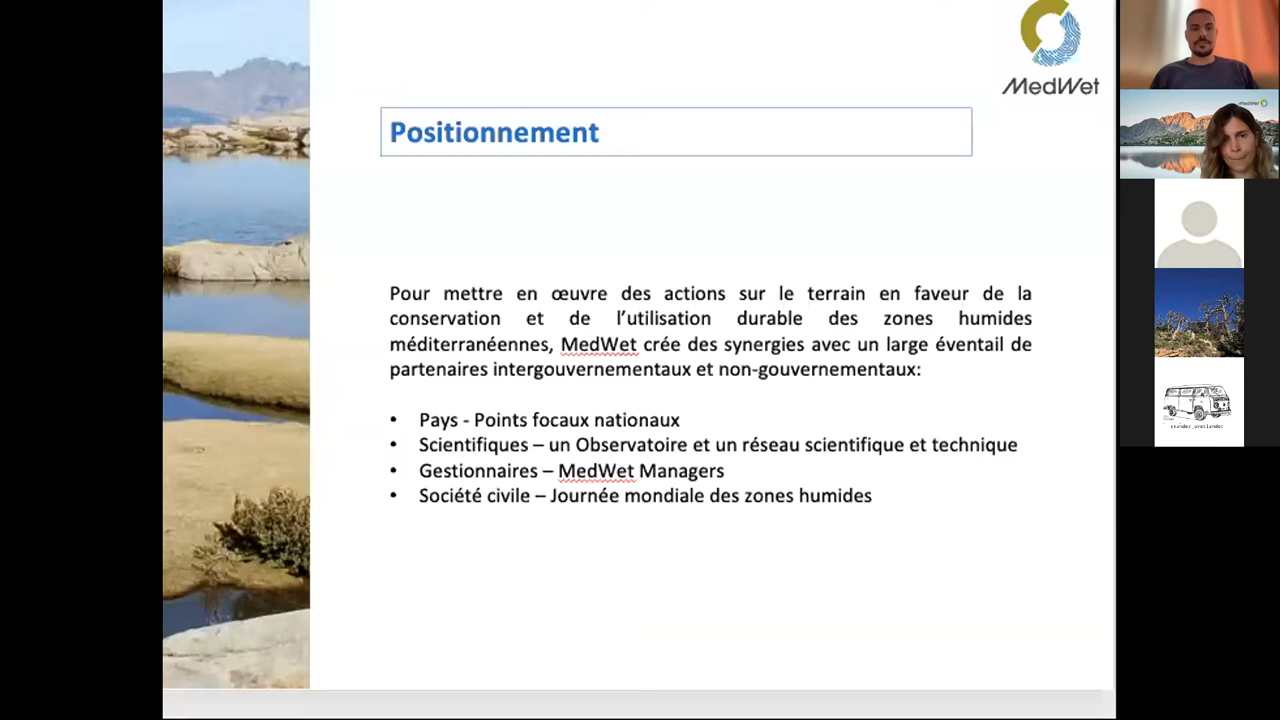 MedWet
Positionnement
Pour mettre en œuvre des actions sur le terrain en faveur de la
conservation et de l’utilisation durable des zones humides
méditerranéennes, MedWet crée des synergies avec un large éventail de
partenaires intergouvernementaux et non-gouvernementaux:
• Pays - Points focaux nationaux
• Scientifiques – un Observatoire et un réseau scientifique et technique
• Gestionnaires – MedWet Managers
• Société civile – Journée mondiale des zones humides
MedWet
skander_overlander